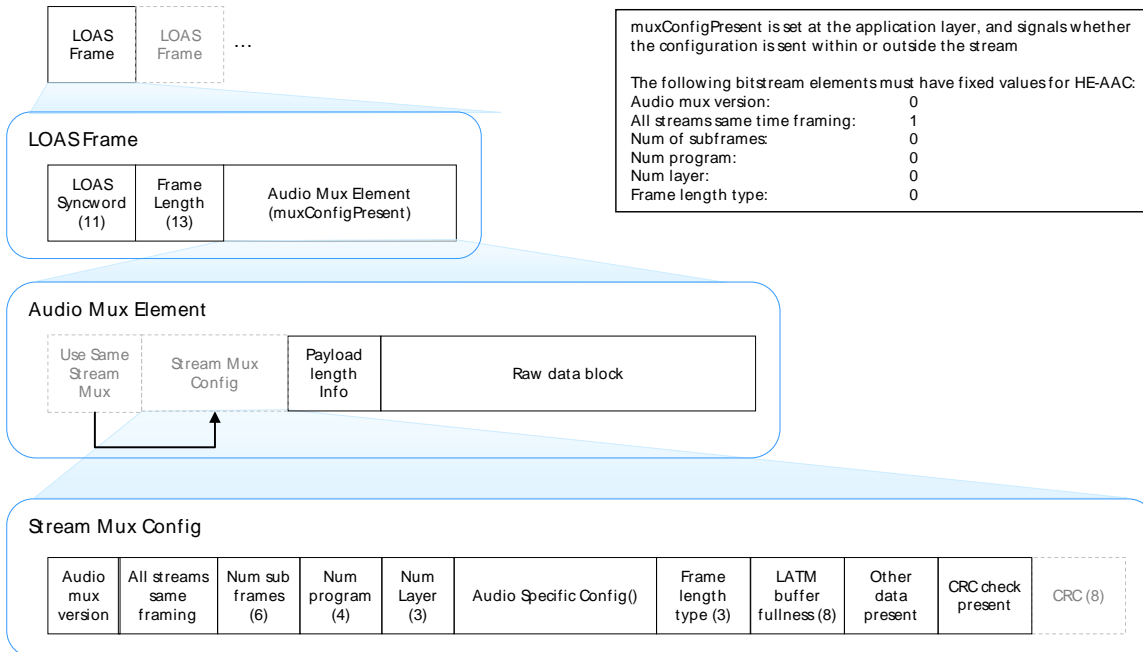 LOAS
Frame
LOAS
Frame
...
muxConfigPresent is set at the application layer, and signals whether
the configuration is sent within or outside the stream
The following bitstream elements must have fixed values for HE-AAC:
Audio mux version: 0
All streams same time framing: 1
Num of subframes: 0
Num program: 0
Num layer: 0
Frame length type: 0
LOAS Frame
LOAS
Syncword
(11)
Frame
Length
(13)
Audio Mux Element
(muxConfigPresent)
Audio Mux Element
Use Same
Stream
Mux
Stream Mux
Config
Payload
length
Info
Raw data block
Stream Mux Config
Audio
mux
version
All streams
same
framing
Num sub
frames
(6)
Num
program
(4)
Num
Layer
(3)
Audio Specific Config()
Frame
length
type (3)
LATM
buffer
fullness (8)
Other
data
present
CRC check
present
CRC (8)